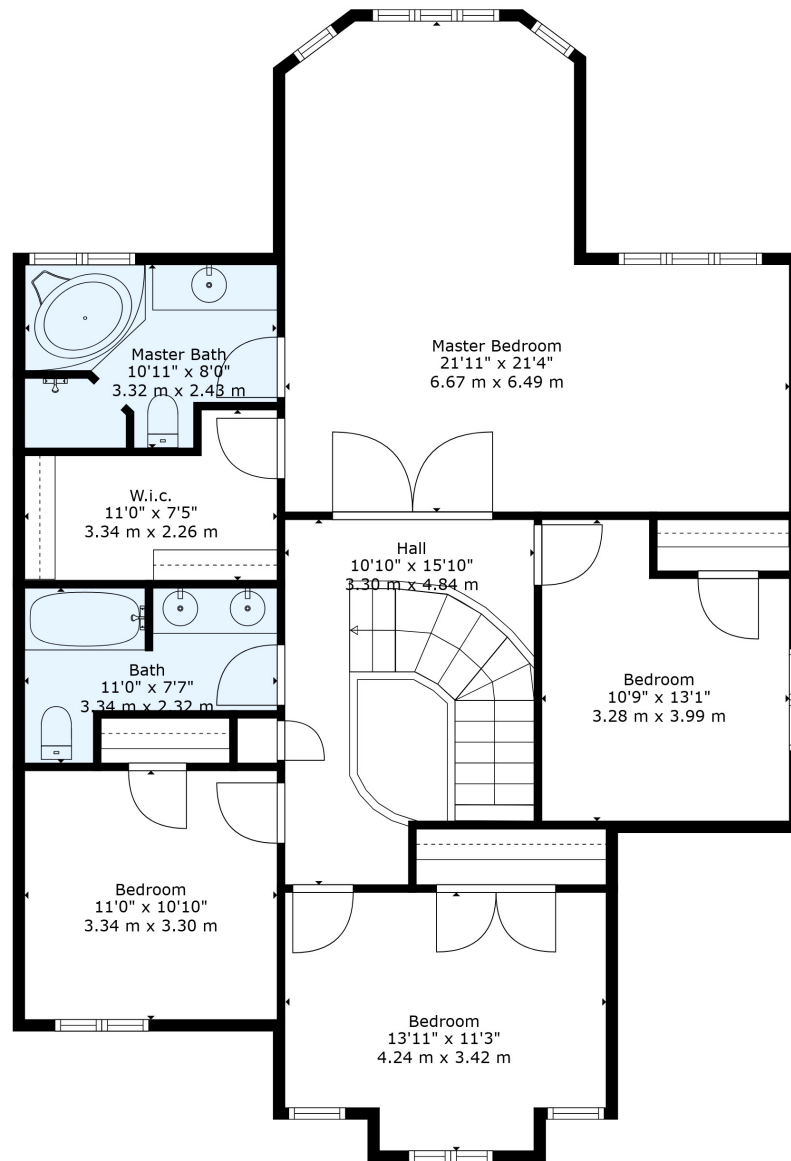 Master Bedroom
21'11" x 21'4"
6.67 m x 6.49 m
Master Bath
10'11" x 8'0"
3.32 m x 2.43 m
W.i.c.
11'0" x 7'5"
3.34 m x 2.26 m
Hall
10'10" x 15'10"
3.30 m x 4.84 m
Bath
11'0" x 7'7"
3.34 m x 2.32 m
Bedroom
10'9" x 13'1"
3.28 m x 3.99 m
Bedroom
11'0" x 10'10"
3.34 m x 3.30 m
Bedroom
13'11" x 11'3"
4.24 m x 3.42 m